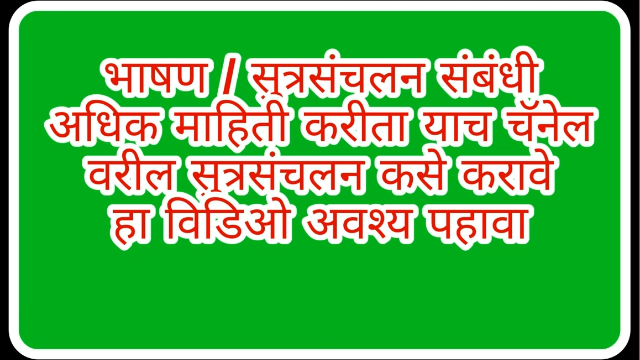 भाषण / सुत्रसंचलन संबंधी
अधिक माहिती करीता याच चॅनेल
वरील सुत्रसंचलन कसे करावे
हा विडिओ अवश्य पहावा